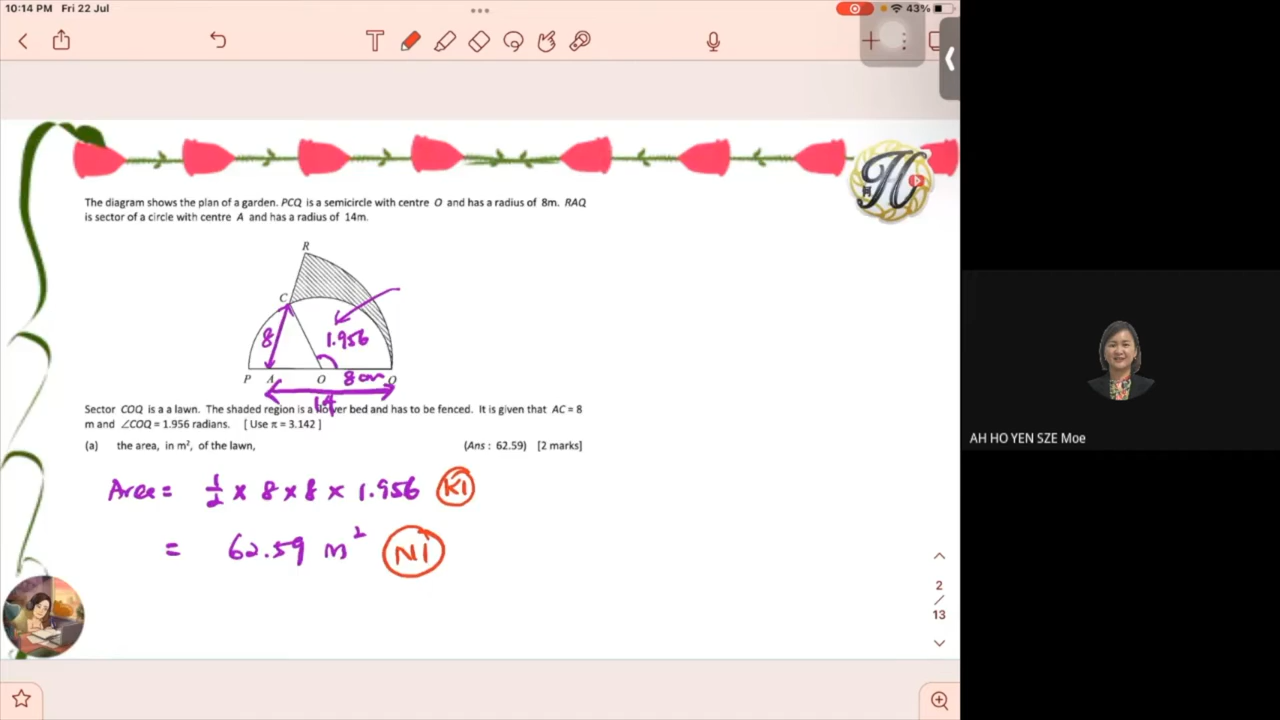 10:14 PM Fri 22 Jul
43%
T
The diagram shows the plan of a garden. PCQ is a semicircle with centre O and has a radius of 8m. RAQ
is sector of a circle with centre A and has a radius of 14m.
R
C
8
1.956
P A O 8 cm Q
14
Sector COQ is a a lawn. The shaded region is a flower bed and has to be fenced. It is given that AC = 8
m and ∠COQ = 1.956 radians. [ Use π = 3.142 ]
(a) the area, in m², of the lawn, (Ans : 62.59) [2 marks]
Area = 1/2 × 8 × 8 × 1.956 K1
= 62.59 m² N1
2
/
13
AH HO YEN SZE Moe